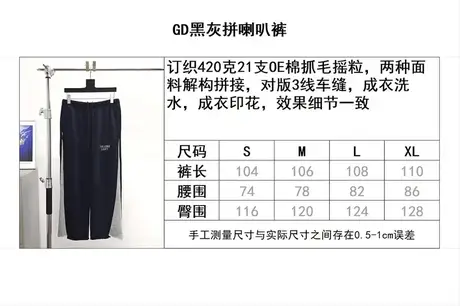 GD黑灰拼喇叭裤
订织420克21支OE棉抓毛摇粒，两种面
料解构拼接，对版3线车缝，成衣洗
水，成衣印花，效果细节一致
尺码 S M L XL
裤长 104 106 108 110
腰围 74 78 82 86
臀围 116 120 124 128
手工测量尺寸与实际尺寸之间存在0.5-1cm误差